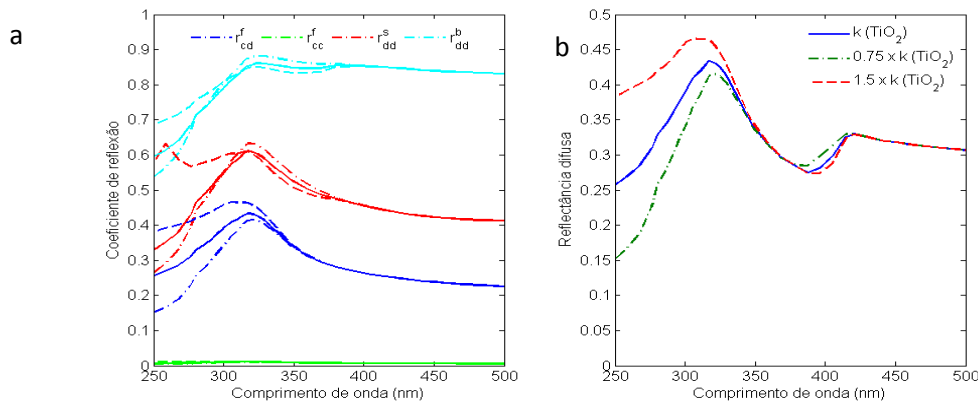 a
Coeficiente de reflexão
1
0.9
0.8
0.7
0.6
0.5
0.4
0.3
0.2
0.1
0
r^f_cd r^f_cc r^s_dd r^b_dd
250 300 350 400 450 500
Comprimento de onda (nm)
b
Reflectância difusa
0.5
0.45
0.4
0.35
0.3
0.25
0.2
0.15
0.1
0.05
0
k (TiO2)
0.75 x k (TiO2)
1.5 x k (TiO2)
250 300 350 400 450 500
Comprimento de onda (nm)